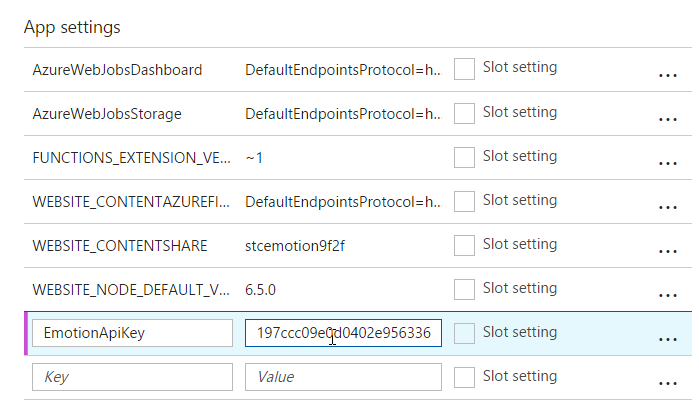 App settings
AzureWebJobsDashboard DefaultEndpointsProtocol=h.. Slot setting ...
AzureWebJobsStorage DefaultEndpointsProtocol=h.. Slot setting ...
FUNCTIONS_EXTENSION_VE... ~1 Slot setting ...
WEBSITE_CONTENTAZUREFI... DefaultEndpointsProtocol=h.. Slot setting ...
WEBSITE_CONTENTSHARE stcemotion9f2f Slot setting ...
WEBSITE_NODE_DEFAULT_V... 6.5.0 Slot setting ...
EmotionApiKey 197ccc09e0d0402e956336 Slot setting ...
Key Value Slot setting ...